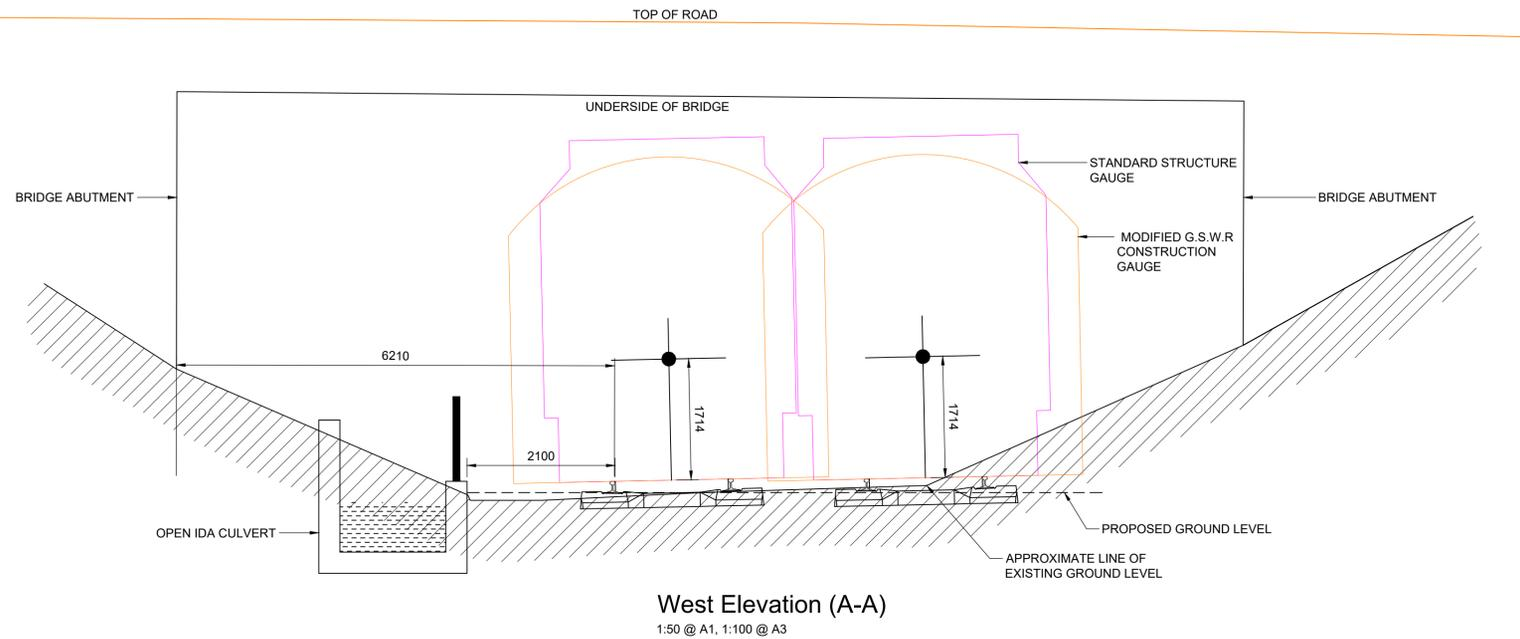 TOP OF ROAD
UNDERSIDE OF BRIDGE
STANDARD STRUCTURE
GAUGE
BRIDGE ABUTMENT
BRIDGE ABUTMENT
MODIFIED G.S.W.R
CONSTRUCTION
GAUGE
6210
1714
1714
2100
OPEN IDA CULVERT
PROPOSED GROUND LEVEL
APPROXIMATE LINE OF
EXISTING GROUND LEVEL
West Elevation (A-A)
1:50 @ A1, 1:100 @ A3